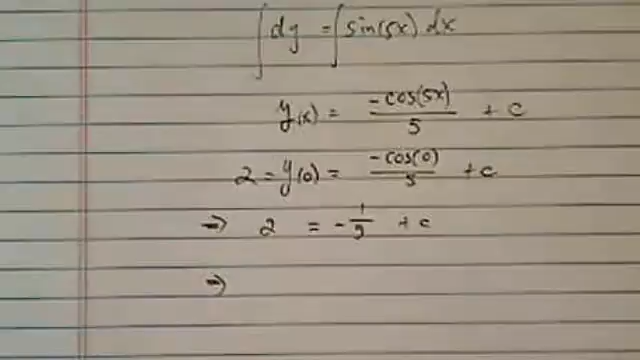 ∫ dy = ∫ sin(5x) dx
y(x) = -cos(5x)/5 + c
2 = y(0) = -cos(0)/5 + c
⇒ 2 = -1/5 + c
⇒